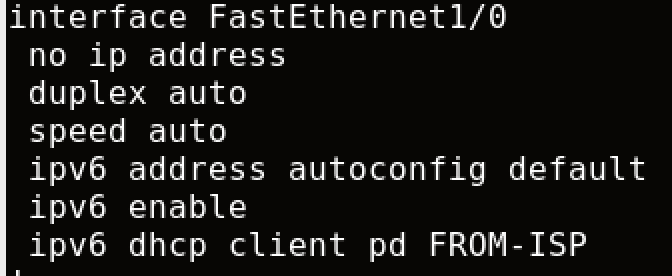 interface FastEthernet1/0
 no ip address
 duplex auto
 speed auto
 ipv6 address autoconfig default
 ipv6 enable
 ipv6 dhcp client pd FROM-ISP